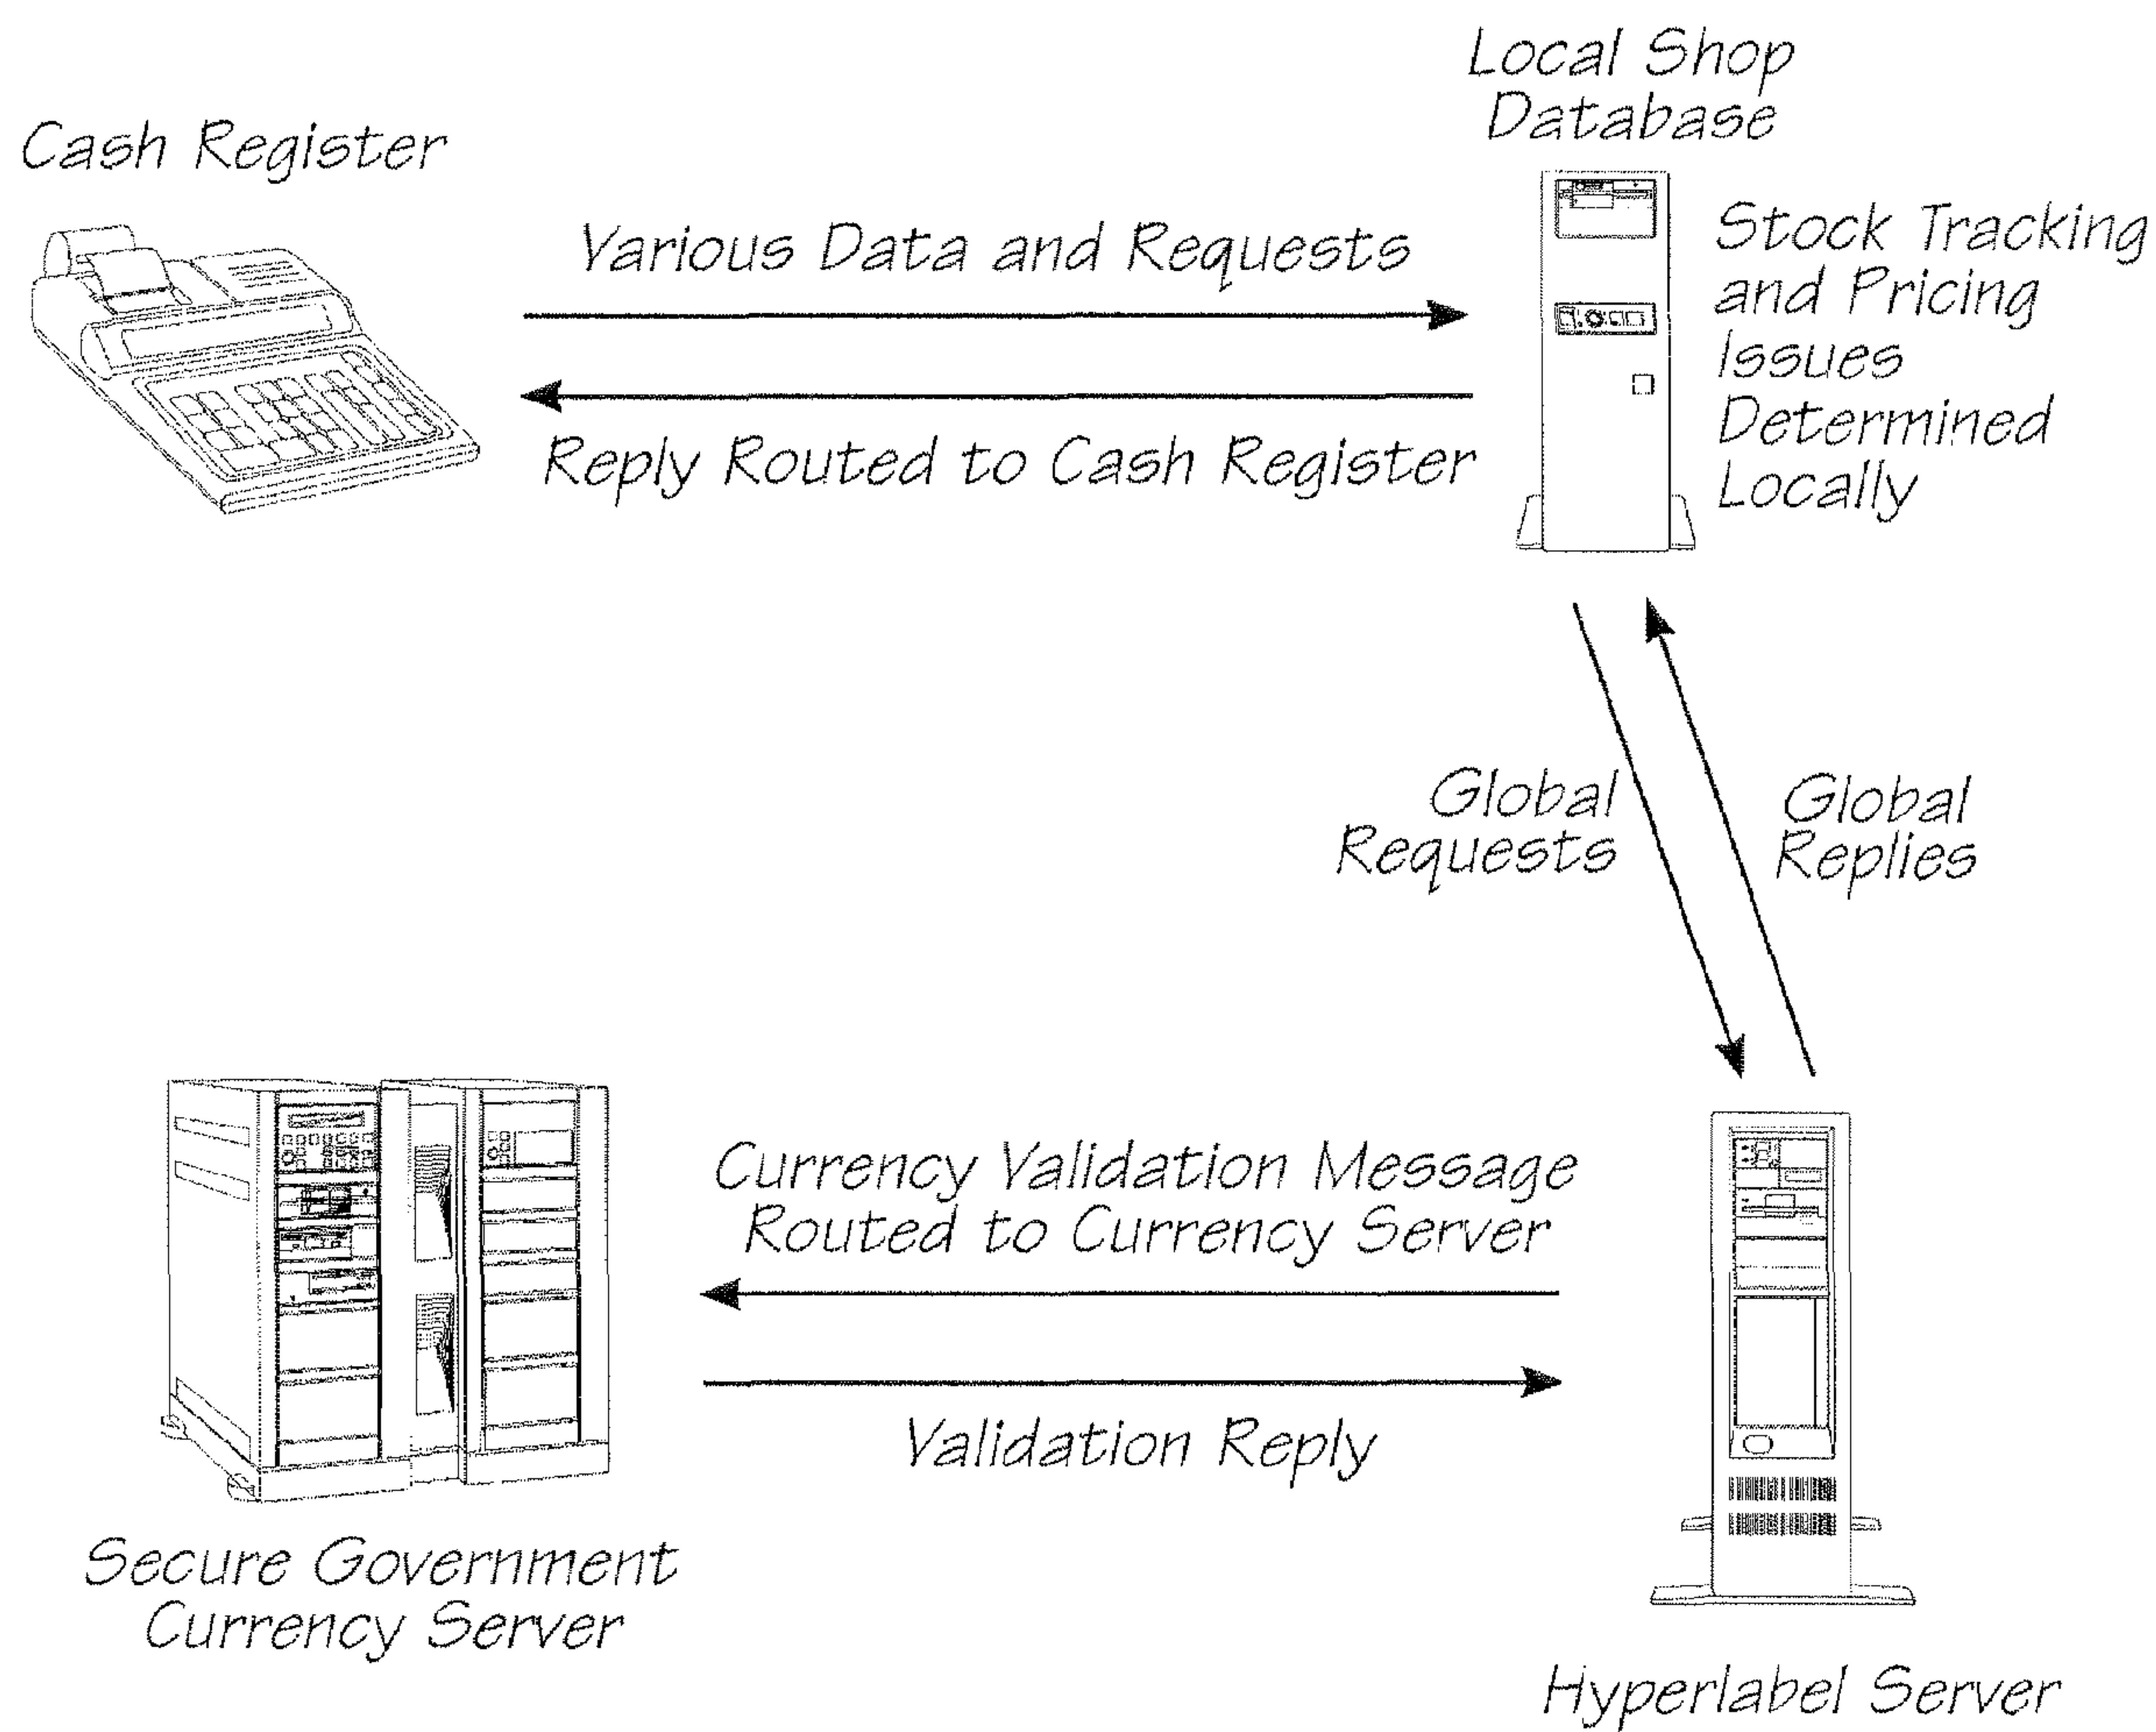 Cash Register
Local Shop
Database
Various Data and Requests
Reply Routed to Cash Register
Stock Tracking
and Pricing
Issues
Determined
Locally
Global
Requests
Global
Replies
Currency Validation Message
Routed to Currency Server
Validation Reply
Secure Government
Currency Server
Hyperlabel Server